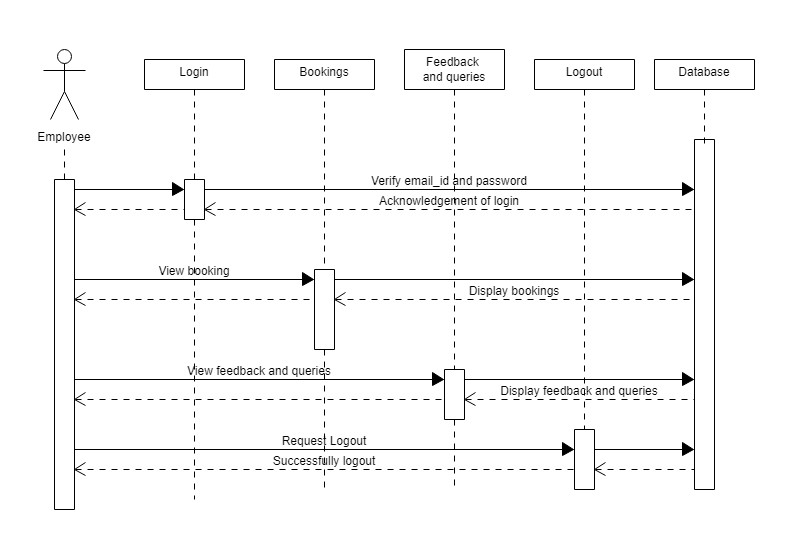 Feedback
and queries
Login
Bookings
Logout
Database
Employee
Verify email_id and password
Acknowledgement of login
View booking
Display bookings
View feedback and queries
Display feedback and queries
Request Logout
Successfully logout